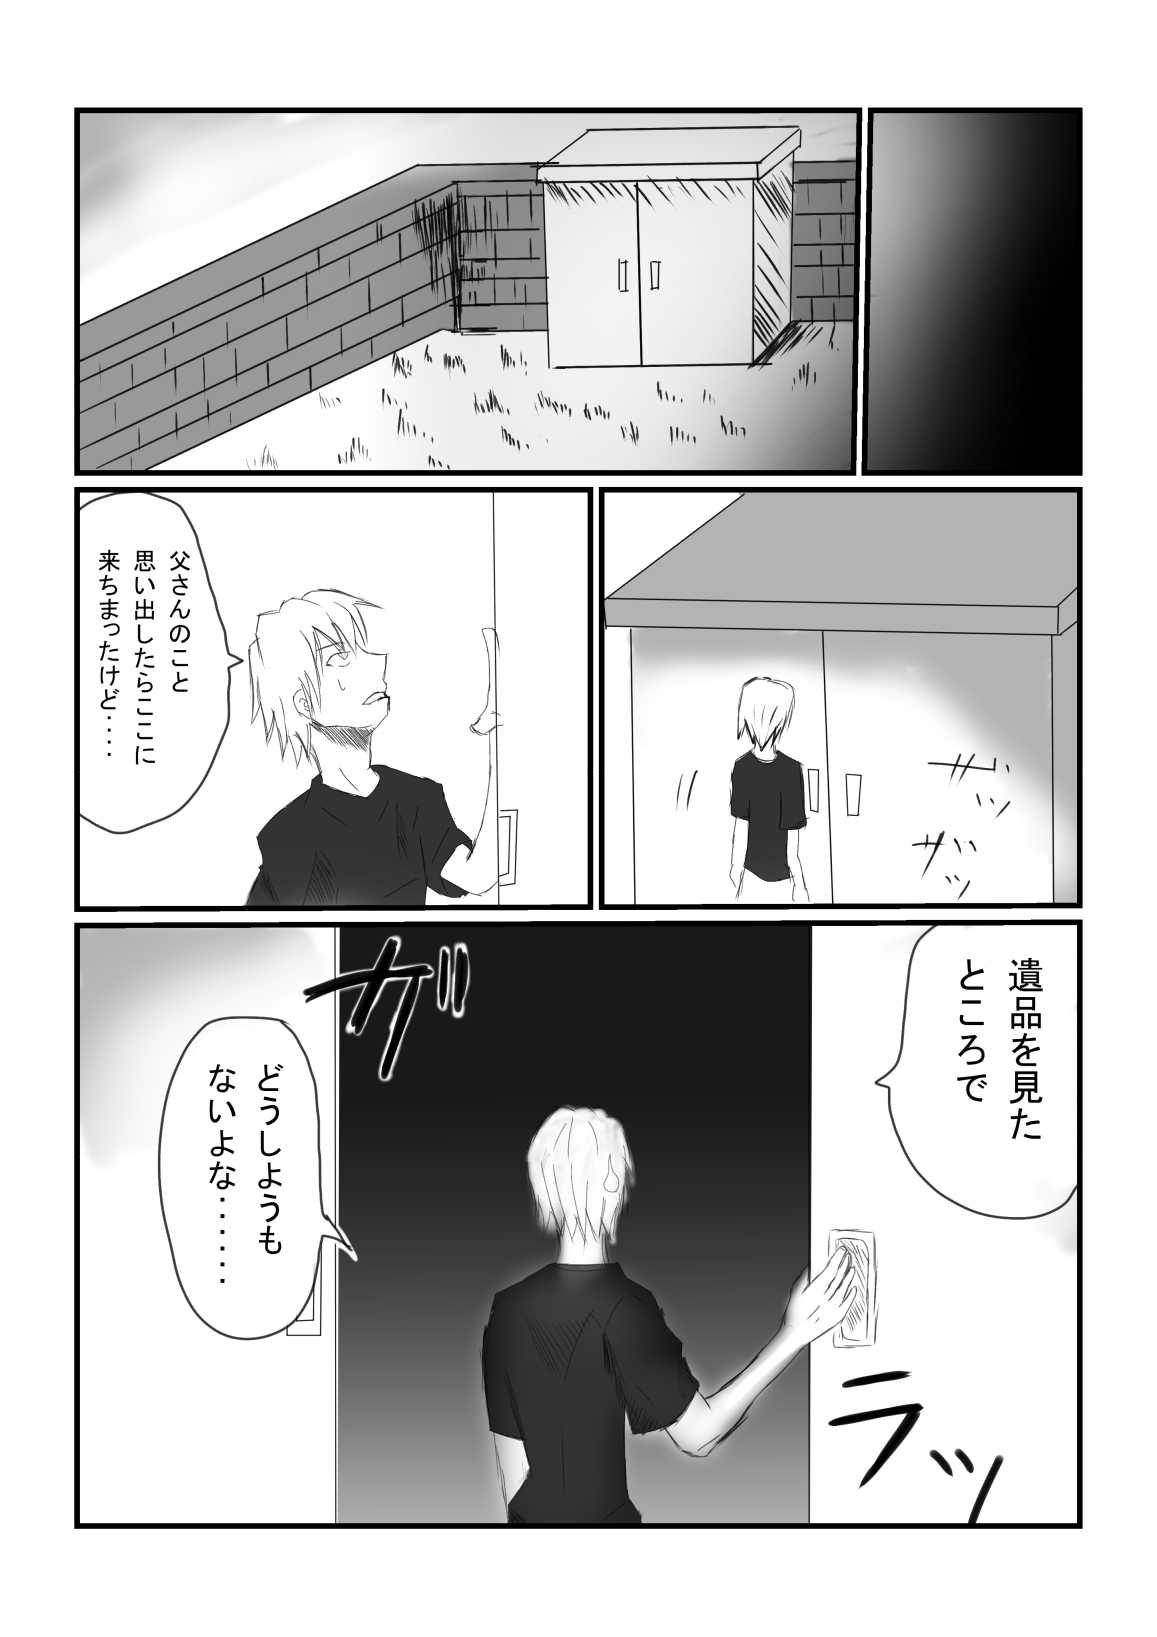 ザッ
ザッ
父さんのこと
思い出したらここに
来ちまったけど・・・・
遺品を見た
ところで
ガラッ
どうしようも
ないよな・・・・・・